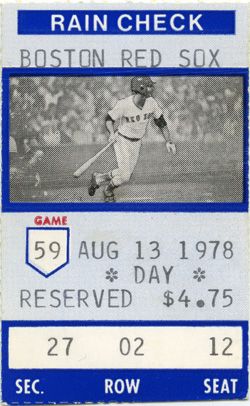 RAIN CHECK
BOSTON RED SOX
RED SOX
GAME
59 AUG 13 1978
* DAY *
RESERVED $4.75
27 02 12
SEC. ROW SEAT